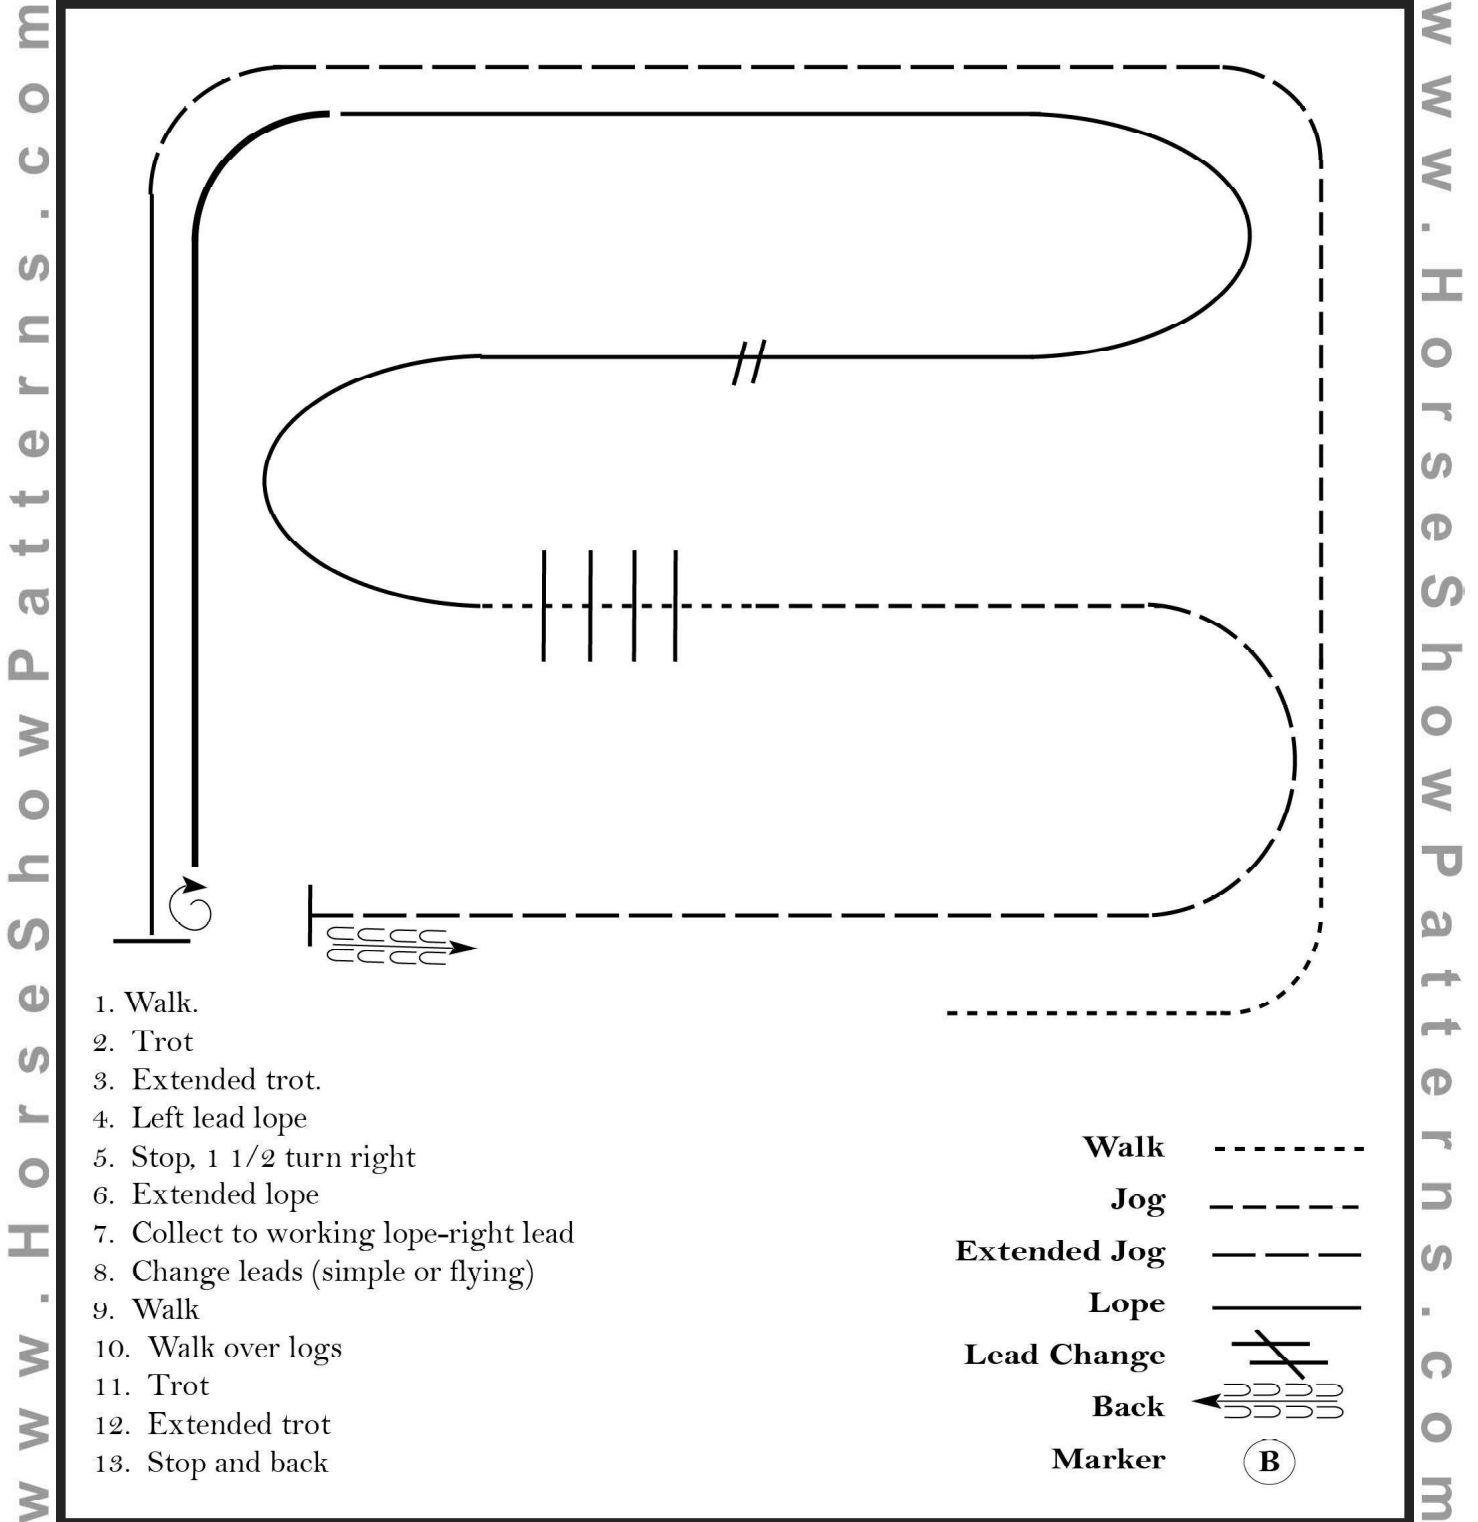 www.HorseShowPatterns.com
1. Walk.
2. Trot
3. Extended trot.
4. Left lead lope
5. Stop, 1 1/2 turn right
6. Extended lope
7. Collect to working lope-right lead
8. Change leads (simple or flying)
9. Walk
10. Walk over logs
11. Trot
12. Extended trot
13. Stop and back
Walk
Jog
Extended Jog
Lope
Lead Change
Back
Marker B
www.HorseShowPatterns.com